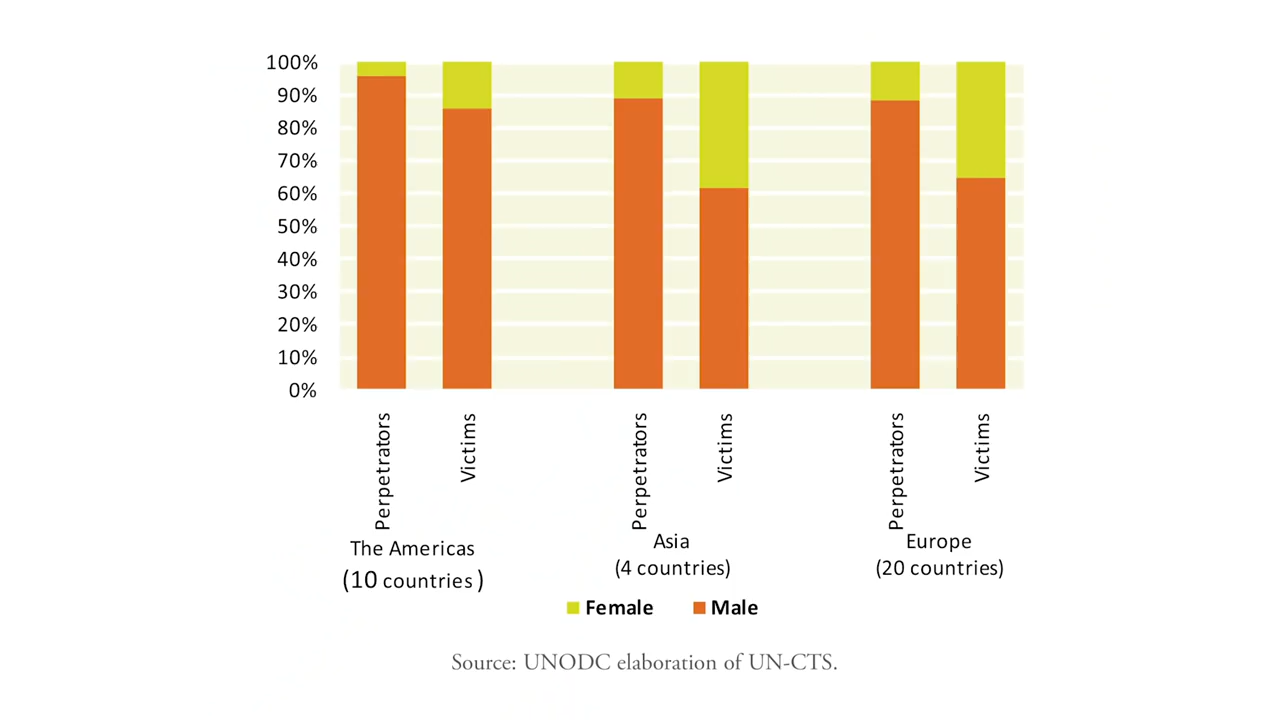 100%
90%
80%
70%
60%
50%
40%
30%
20%
10%
0%
Perpetrators
Victims
Perpetrators
Victims
Perpetrators
Victims
The Americas
(10 countries )
Asia
(4 countries)
Europe
(20 countries)
Female Male
Source: UNODC elaboration of UN-CTS.